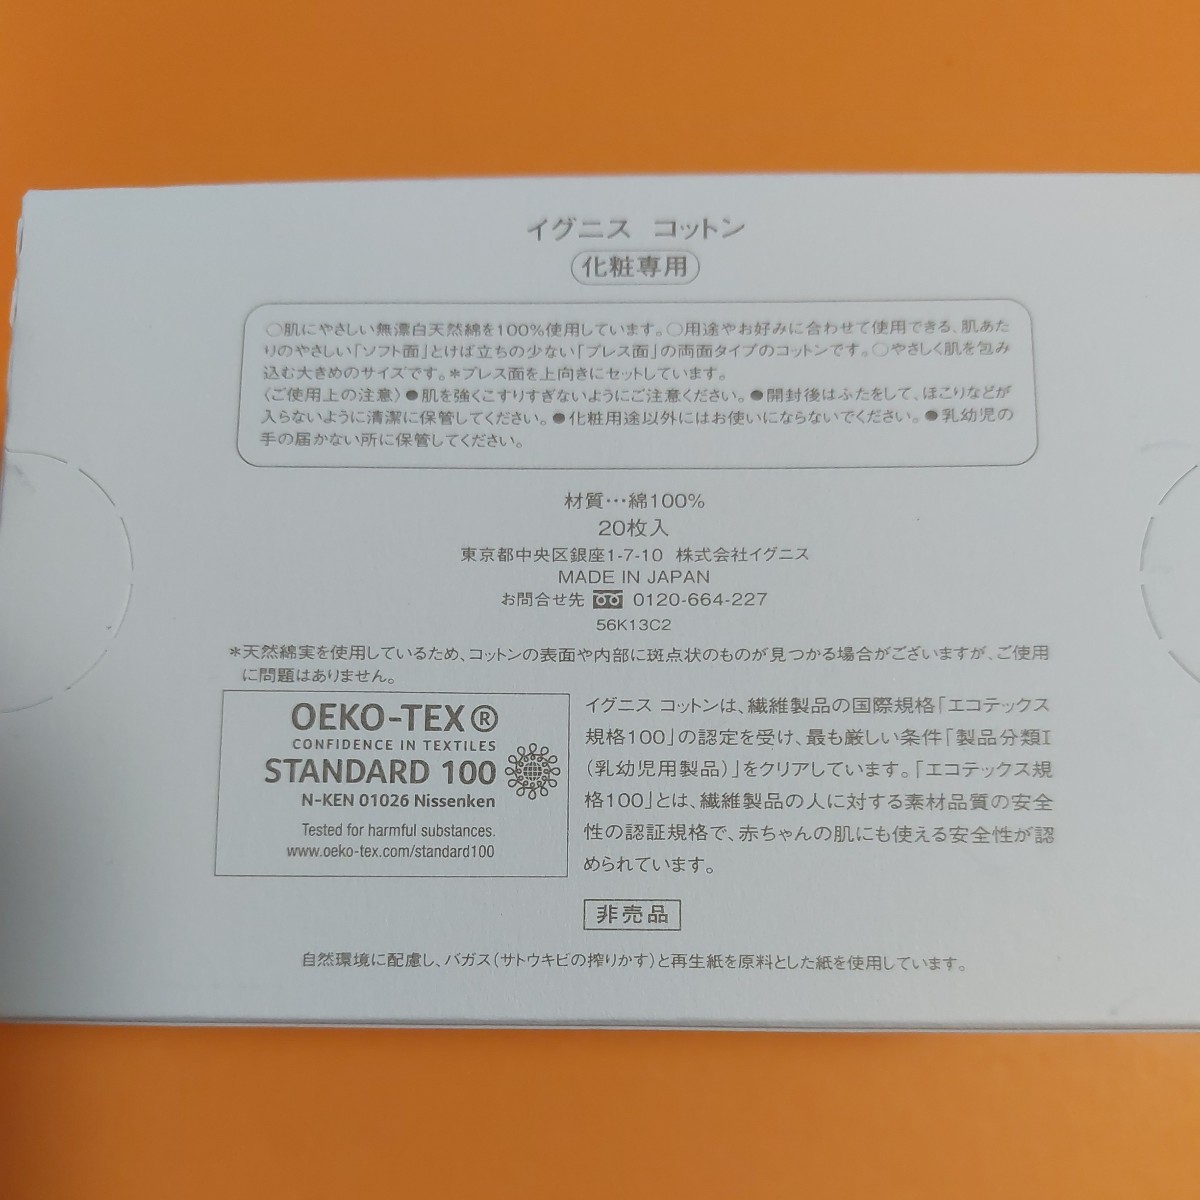 イグニス コットン
化粧専用
○肌にやさしい無漂白天然綿を100%使用しています。○用途やお好みに合わせて使用できる、肌あた
りのやさしい「ソフト面」とけば立ちの少ない「プレス面」の両面タイプのコットンです。○やさしく肌を包み
込む大きめのサイズです。＊プレス面を上向きにセットしています。
〈ご使用上の注意〉●肌を強くこすりすぎないようにご注意ください。●開封後はふたをして、ほこりなどが
入らないように清潔に保管してください。●化粧用途以外にはお使いにならないでください。●乳幼児の
手の届かない所に保管してください。
材質…綿100%
20枚入
東京都中央区銀座1-7-10 株式会社イグニス
MADE IN JAPAN
お問合せ先 0120-664-227
56K13C2
＊天然綿実を使用しているため、コットンの表面や内部に斑点状のものが見つかる場合がございますが、ご使用
に問題はありません。
OEKO-TEX®
CONFIDENCE IN TEXTILES
STANDARD 100
N-KEN 01026 Nissenken
Tested for harmful substances.
www.oeko-tex.com/standard100
イグニス コットンは、繊維製品の国際規格「エコテックス
規格100」の認定を受け、最も厳しい条件「製品分類I
（乳幼児用製品）」をクリアしています。「エコテックス規
格100」とは、繊維製品の人に対する素材品質の安全
性の認証規格で、赤ちゃんの肌にも使える安全性が認
められています。
非売品
自然環境に配慮し、バガス（サトウキビの搾りかす）と再生紙を原料とした紙を使用しています。